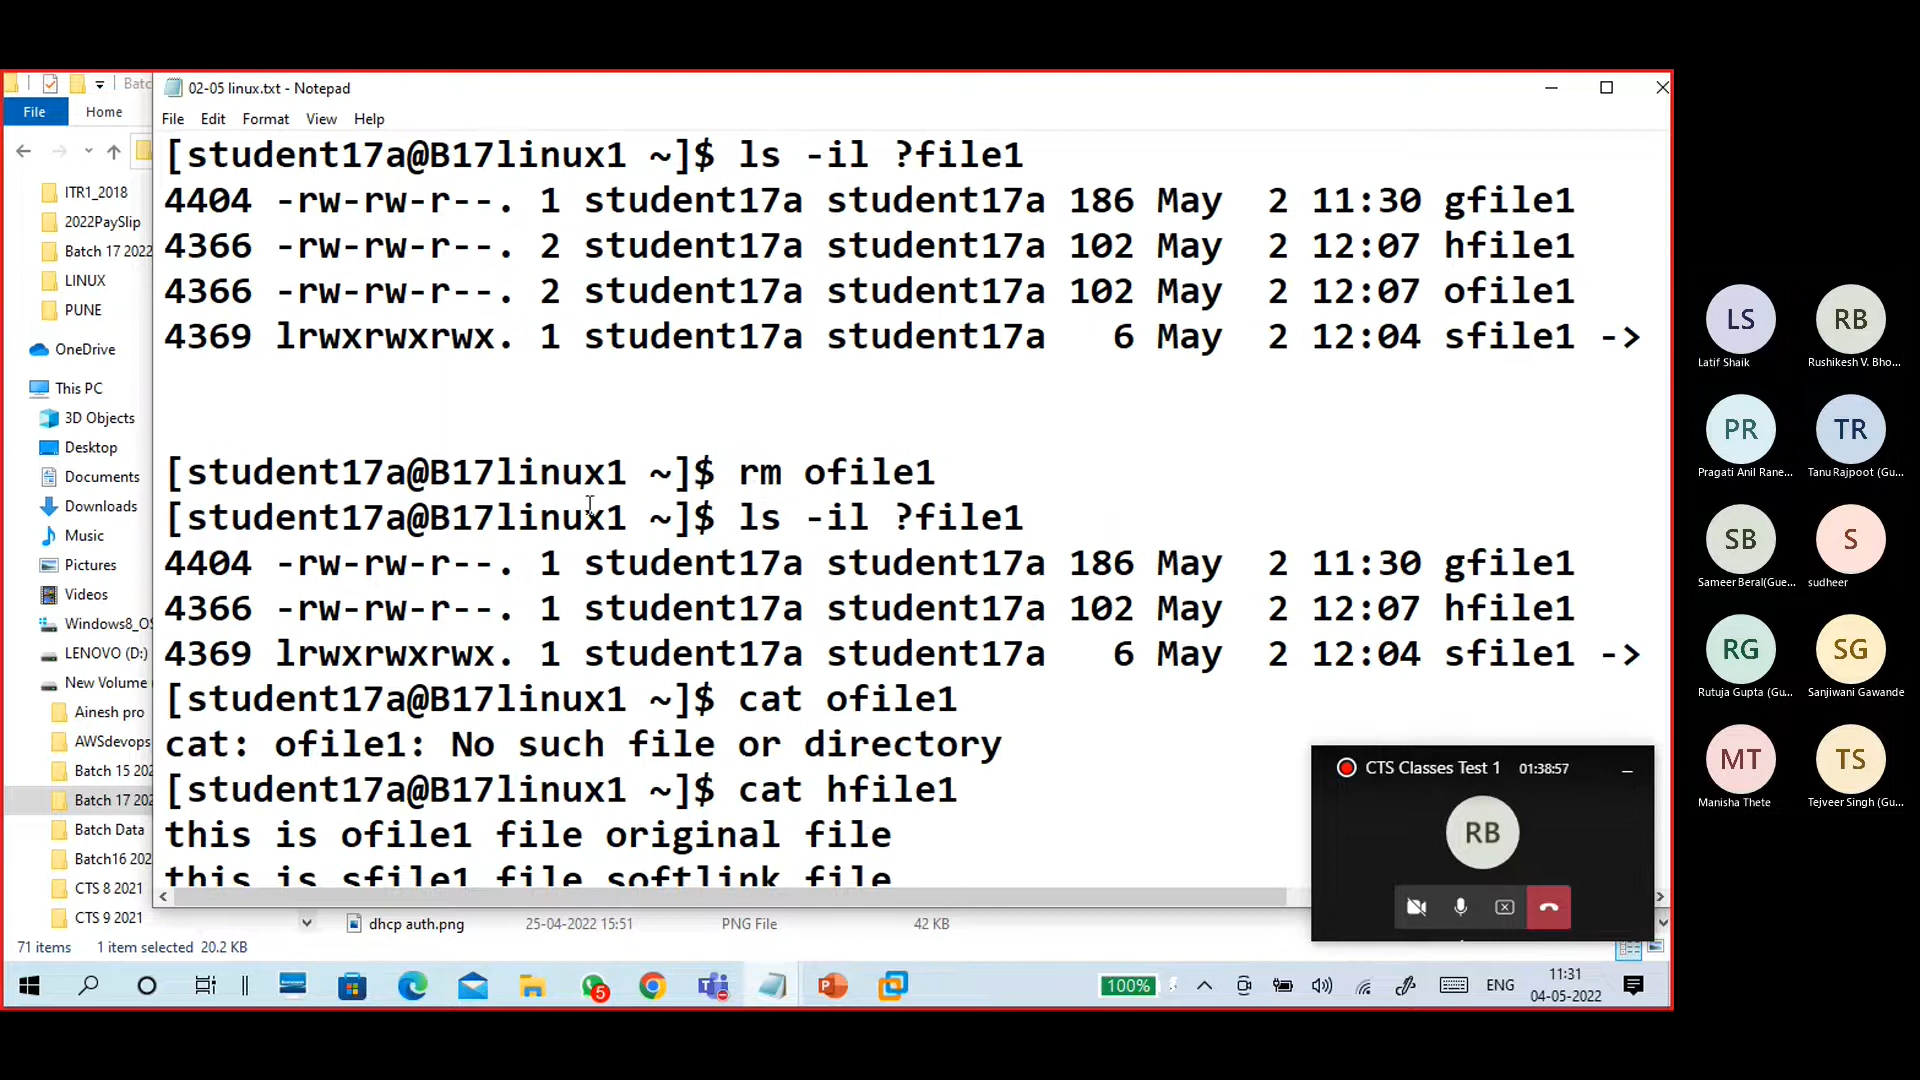 Batc
02-05 linux.txt - Notepad
File
Home
File Edit Format View Help
[student17a@B17linux1 ~]$ ls -il ?file1
4404 -rw-rw-r--. 1 student17a student17a 186 May  2 11:30 gfile1
4366 -rw-rw-r--. 2 student17a student17a 102 May  2 12:07 hfile1
4366 -rw-rw-r--. 2 student17a student17a 102 May  2 12:07 ofile1
4369 lrwxrwxrwx. 1 student17a student17a   6 May  2 12:04 sfile1 ->
[student17a@B17linux1 ~]$ rm ofile1
[student17a@B17linux1 ~]$ ls -il ?file1
4404 -rw-rw-r--. 1 student17a student17a 186 May  2 11:30 gfile1
4366 -rw-rw-r--. 1 student17a student17a 102 May  2 12:07 hfile1
4369 lrwxrwxrwx. 1 student17a student17a   6 May  2 12:04 sfile1 ->
[student17a@B17linux1 ~]$ cat ofile1
cat: ofile1: No such file or directory
[student17a@B17linux1 ~]$ cat hfile1
this is ofile1 file original file
this is sfile1 file softlink file
ITR1_2018
2022PaySlip
Batch 17 2022
LINUX
PUNE
OneDrive
This PC
3D Objects
Desktop
Documents
Downloads
Music
Pictures
Videos
Windows8_OS
LENOVO (D:)
New Volume
Ainesh pro
AWSdevops
Batch 15 202
Batch 17 202
Batch Data
Batch16 202
CTS 8 2021
CTS 9 2021
dhcp auth.png 25-04-2022 15:51 PNG File 42 KB
71 items 1 item selected 20.2 KB
CTS Classes Test 1 01:38:57
RB
5
100%
ENG
11:31
04-05-2022
LS
Latif Shaik
RB
Rushikesh V. Bho...
PR
Pragati Anil Rane...
TR
Tanu Rajpoot (Gu...
SB
Sameer Beral(Gue...
S
sudheer
RG
Rutuja Gupta (Gu...
SG
Sanjiwani Gawande
MT
Manisha Thete
TS
Tejveer Singh (Gu...